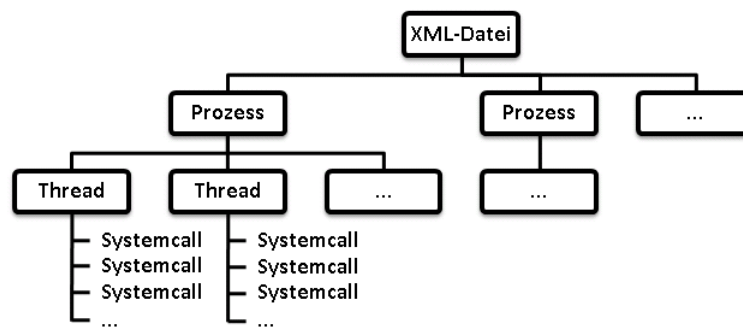 XML-Datei
Prozess Prozess ...
Thread Thread ... ...
Systemcall Systemcall
Systemcall Systemcall
Systemcall Systemcall
... ...